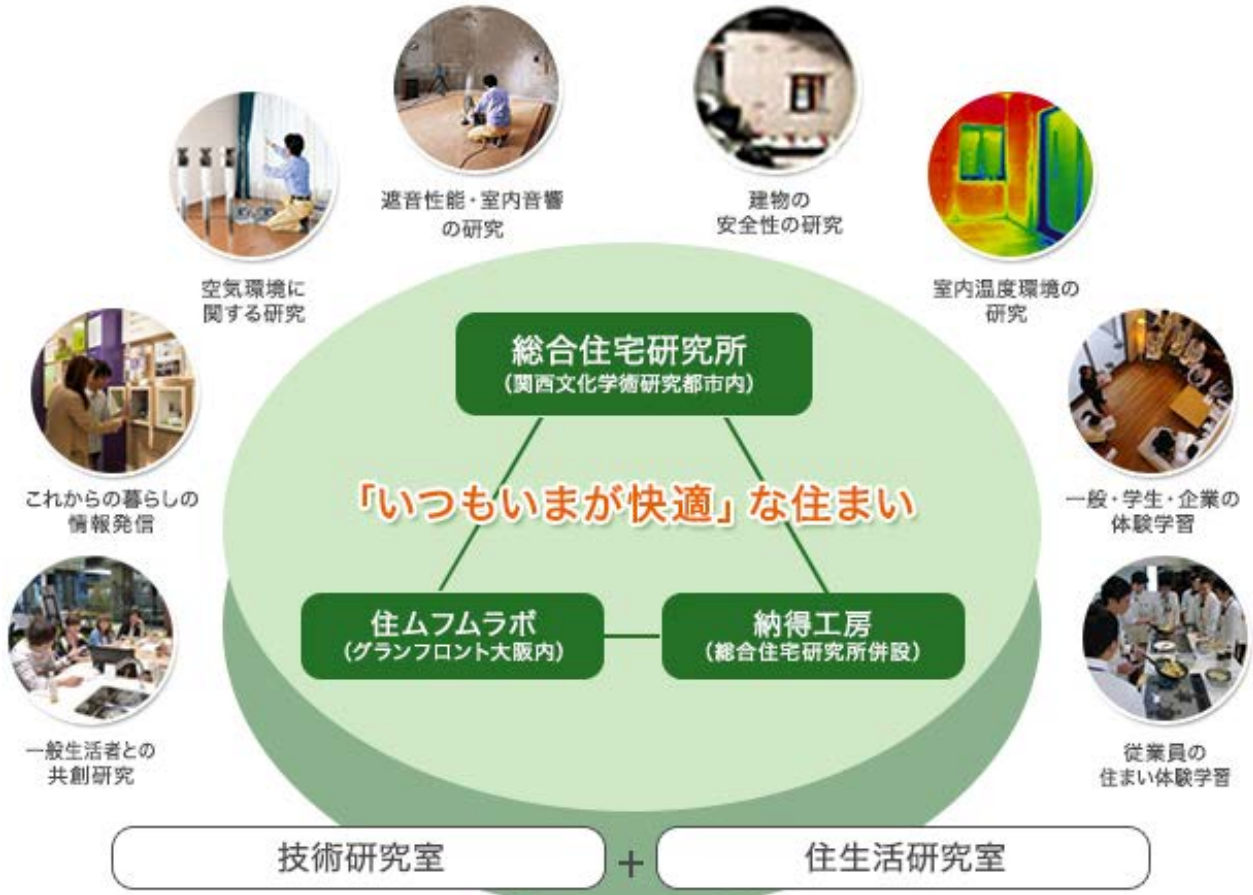 遮音性能・室内音響
の研究
建物の
安全性の研究
空気環境に
関する研究
室内温度環境の
研究
総合住宅研究所
（関西文化学術研究都市内）
これからの暮らしの
情報発信
「いつもいまが快適」な住まい
一般・学生・企業の
体験学習
住ムフムラボ
（グランフロント大阪内）
納得工房
（総合住宅研究所併設）
一般生活者との
共創研究
従業員の
住まい体験学習
技術研究室
+
住生活研究室